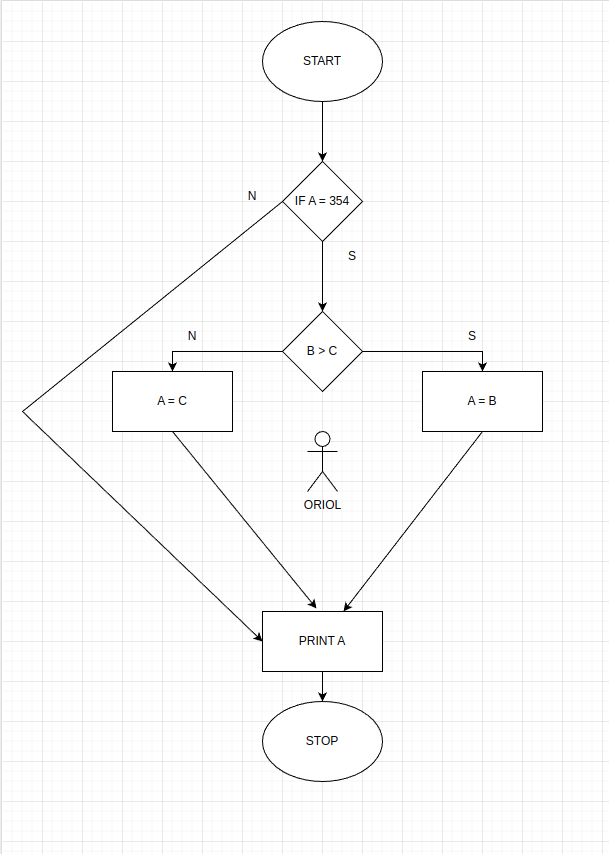 START
N
IF A = 354
S
N
B > C
S
A = C
A = B
ORIOL
PRINT A
STOP